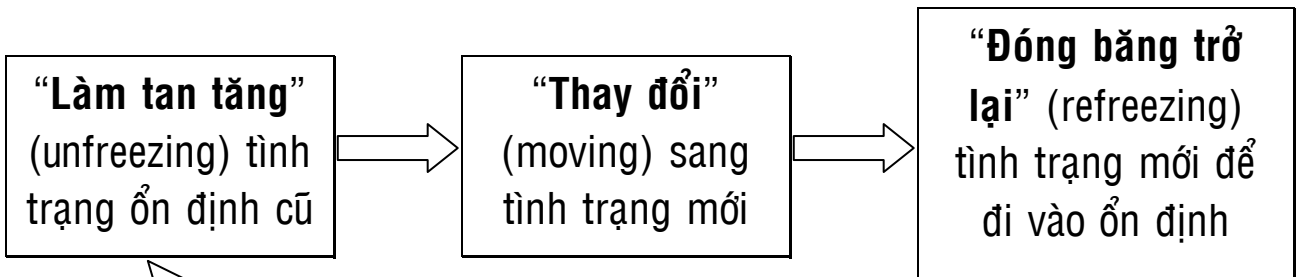 “Làm tan tăng”
(unfreezing) tình
trạng ổn định cũ
“Thay đổi”
(moving) sang
tình trạng mới
“Đóng băng trở
lại” (refreezing)
tình trạng mới để
đi vào ổn định